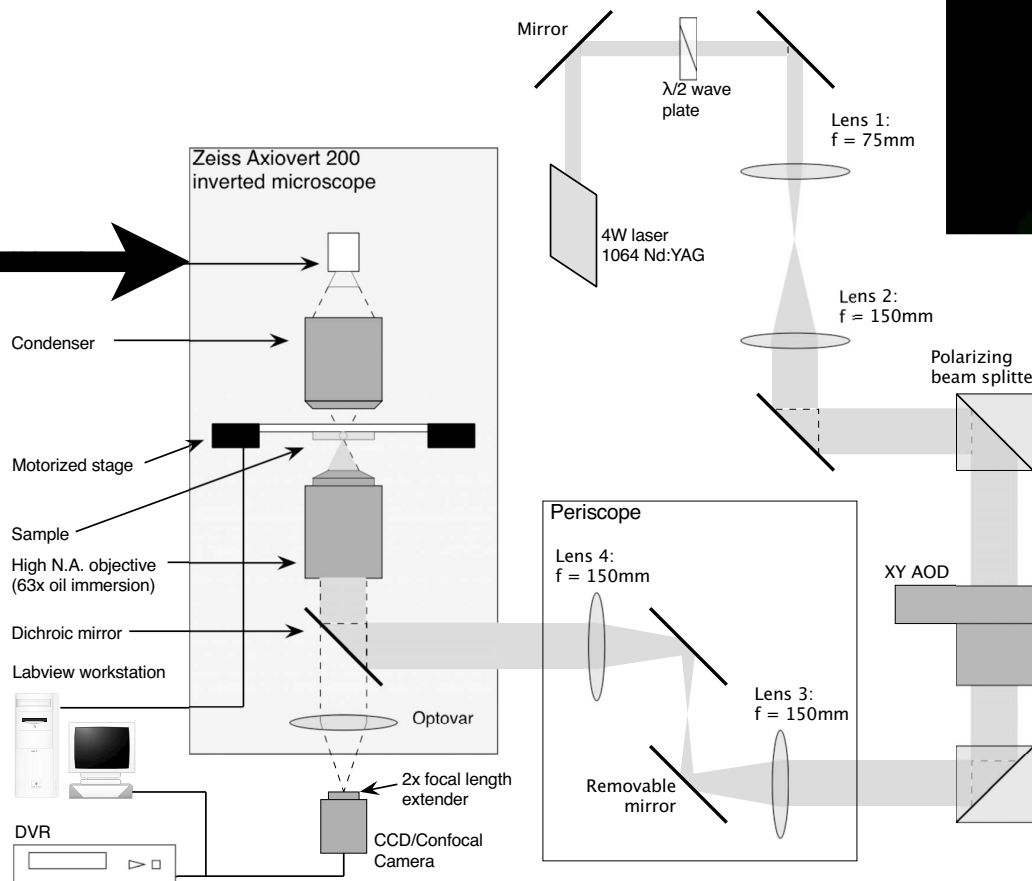 Mirror
λ/2 wave
plate
Lens 1:
f = 75mm
Zeiss Axiovert 200
inverted microscope
4W laser
1064 Nd:YAG
Lens 2:
f = 150mm
Condenser
Polarizing
beam splitte
Motorized stage
Sample
Periscope
High N.A. objective
(63x oil immersion)
Lens 4:
f = 150mm
XY AOD
Dichroic mirror
Labview workstation
Lens 3:
f = 150mm
Optovar
2x focal length
extender
Removable
mirror
DVR
CCD/Confocal
Camera